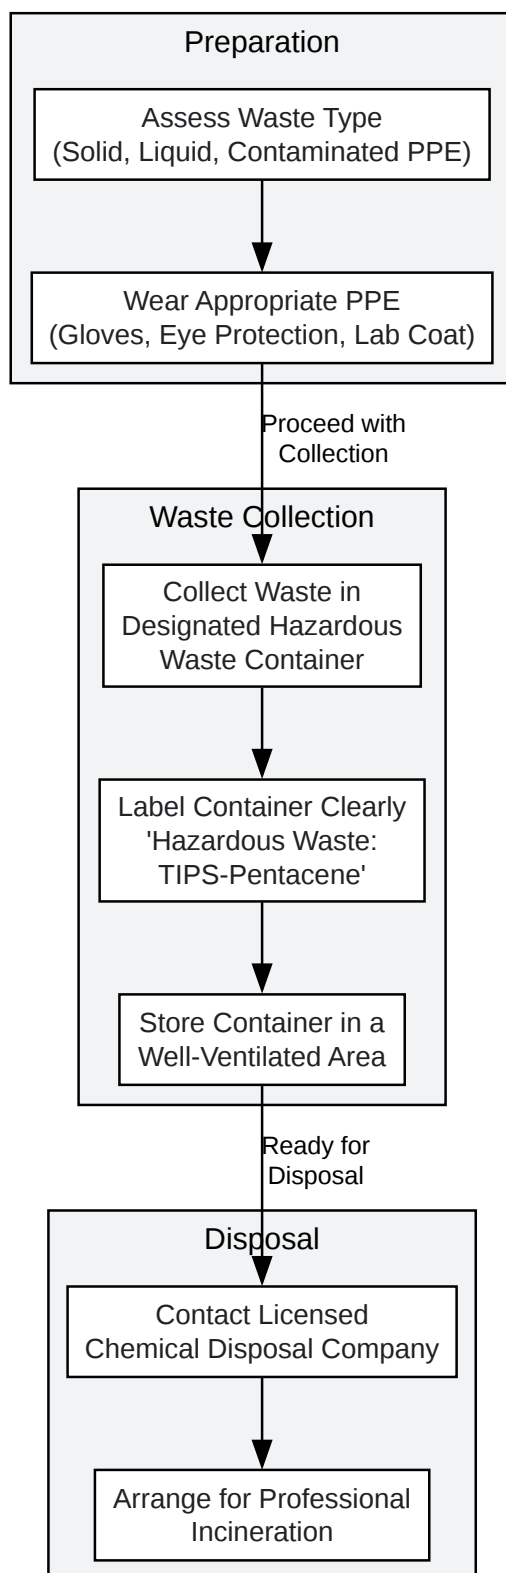 Preparation
Assess Waste Type
(Solid, Liquid, Contaminated PPE)
Wear Appropriate PPE
(Gloves, Eye Protection, Lab Coat)
Proceed with
Collection
Waste Collection
Collect Waste in
Designated Hazardous
Waste Container
Label Container Clearly
'Hazardous Waste:
TIPS-Pentacene'
Store Container in a
Well-Ventilated Area
Ready for
Disposal
Disposal
Contact Licensed
Chemical Disposal Company
Arrange for Professional
Incineration